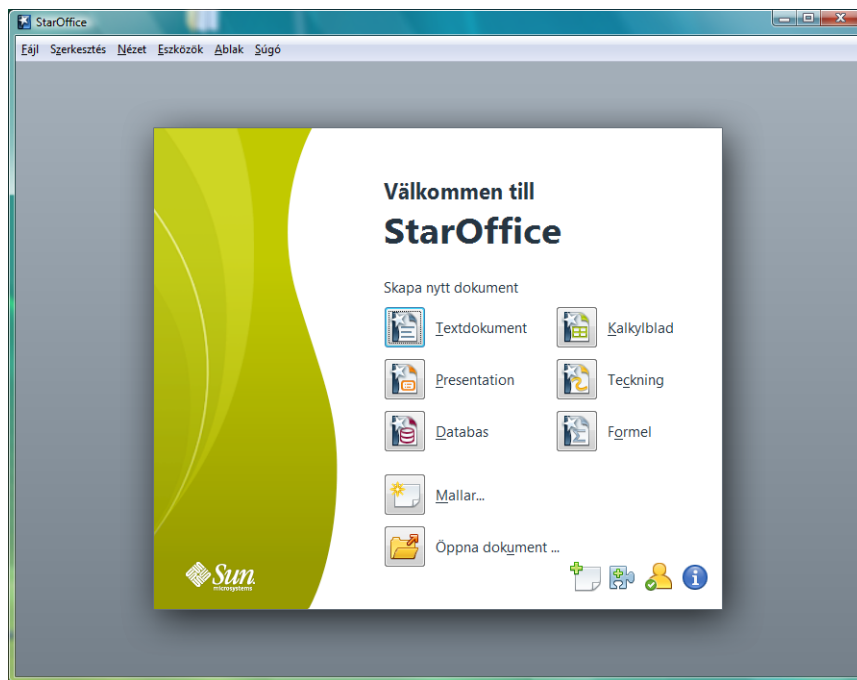 StarOffice
Fájl Szerkesztés Nézet Eszközök Ablak Súgó
Välkommen till
StarOffice
Skapa nytt dokument
Textdokument Kalkylblad
Presentation Teckning
Databas Formel
Mallar...
Öppna dokument ...
Sun
microsystems